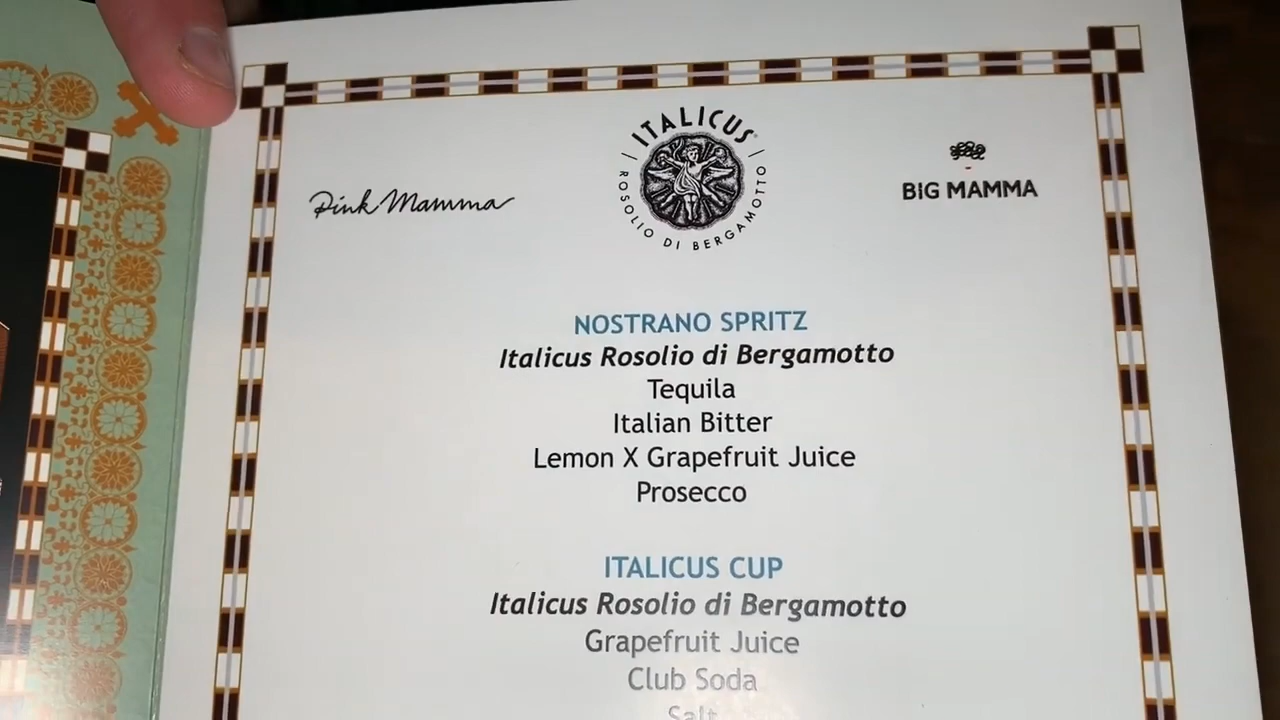 ITALICUS
ROSOLIO DI BERGAMOTTO
Pink Mamma
BIG MAMMA
NOSTRANO SPRITZ
Italicus Rosolio di Bergamotto
Tequila
Italian Bitter
Lemon X Grapefruit Juice
Prosecco
ITALICUS CUP
Italicus Rosolio di Bergamotto
Grapefruit Juice
Club Soda
Salt